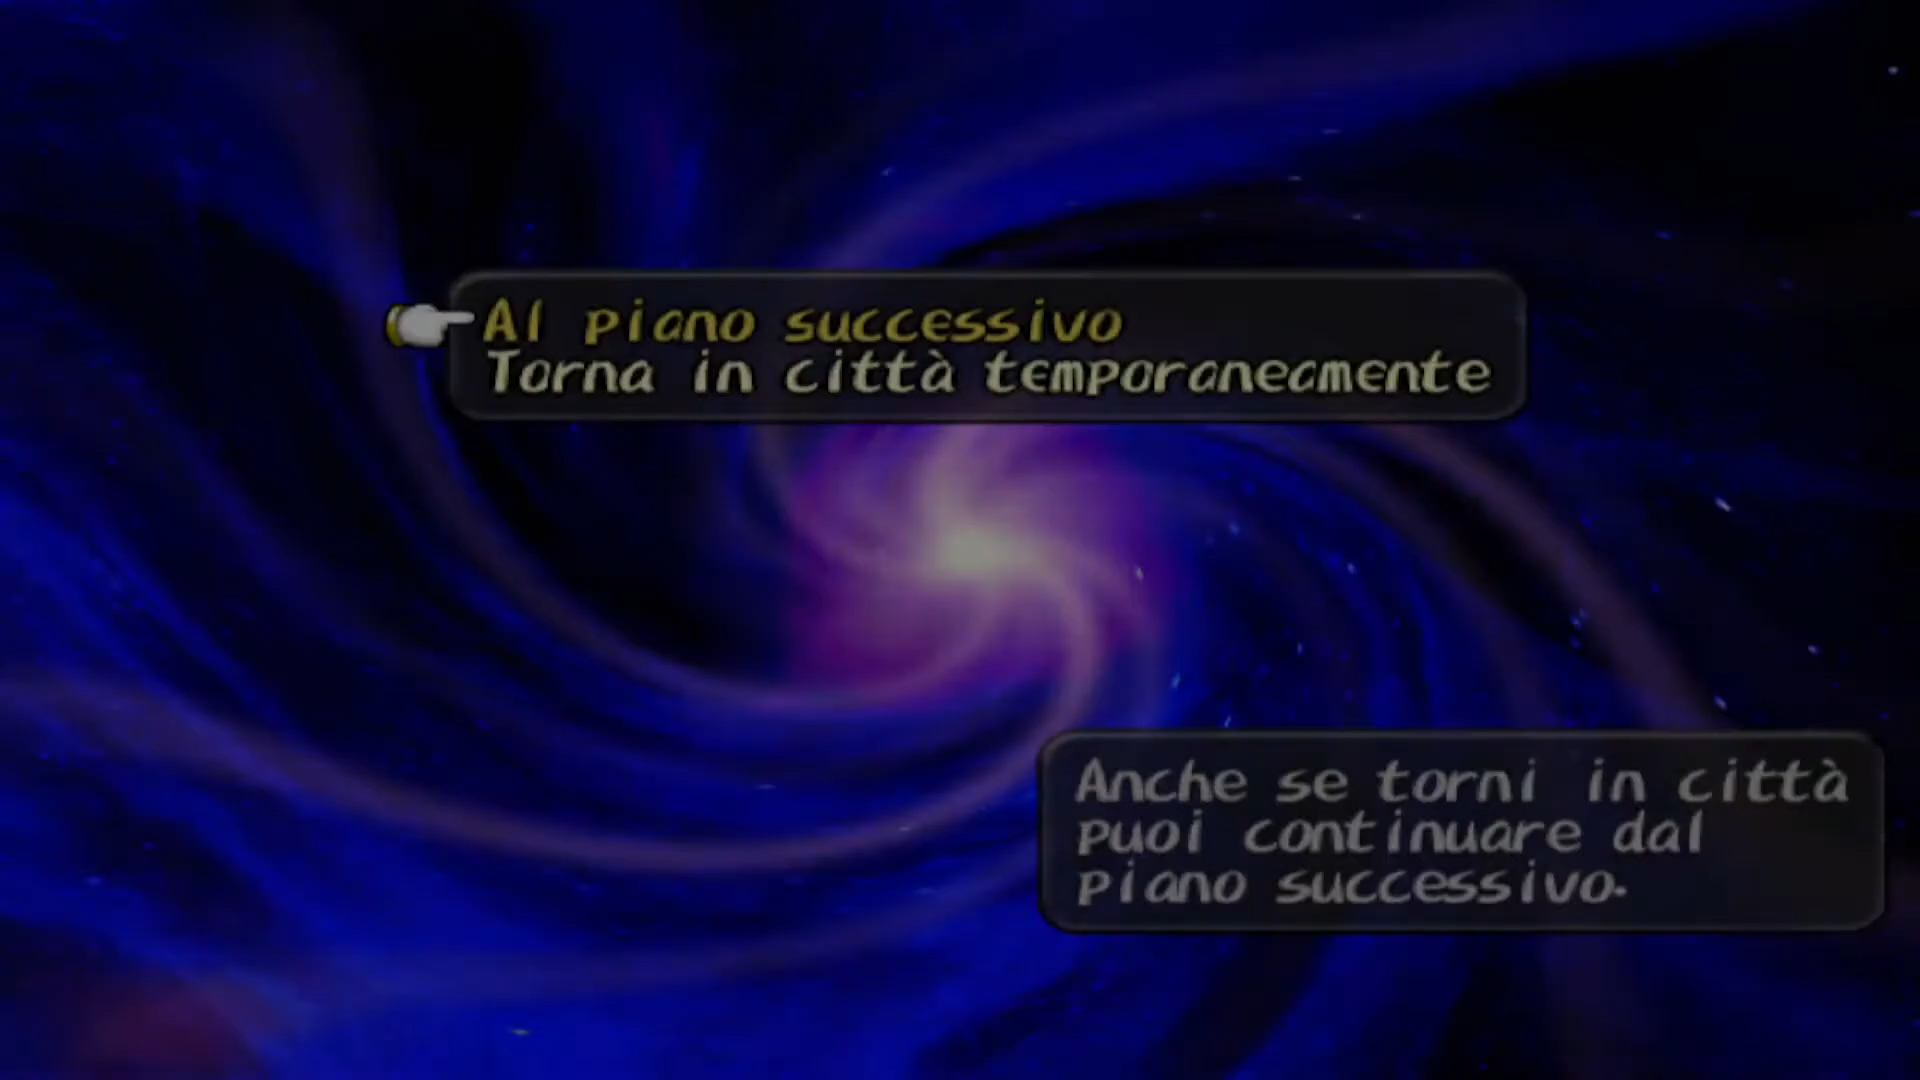 Al piano successivo
Torna in città temporaneamente
Anche se torni in città
puoi continuare dal
piano successivo.